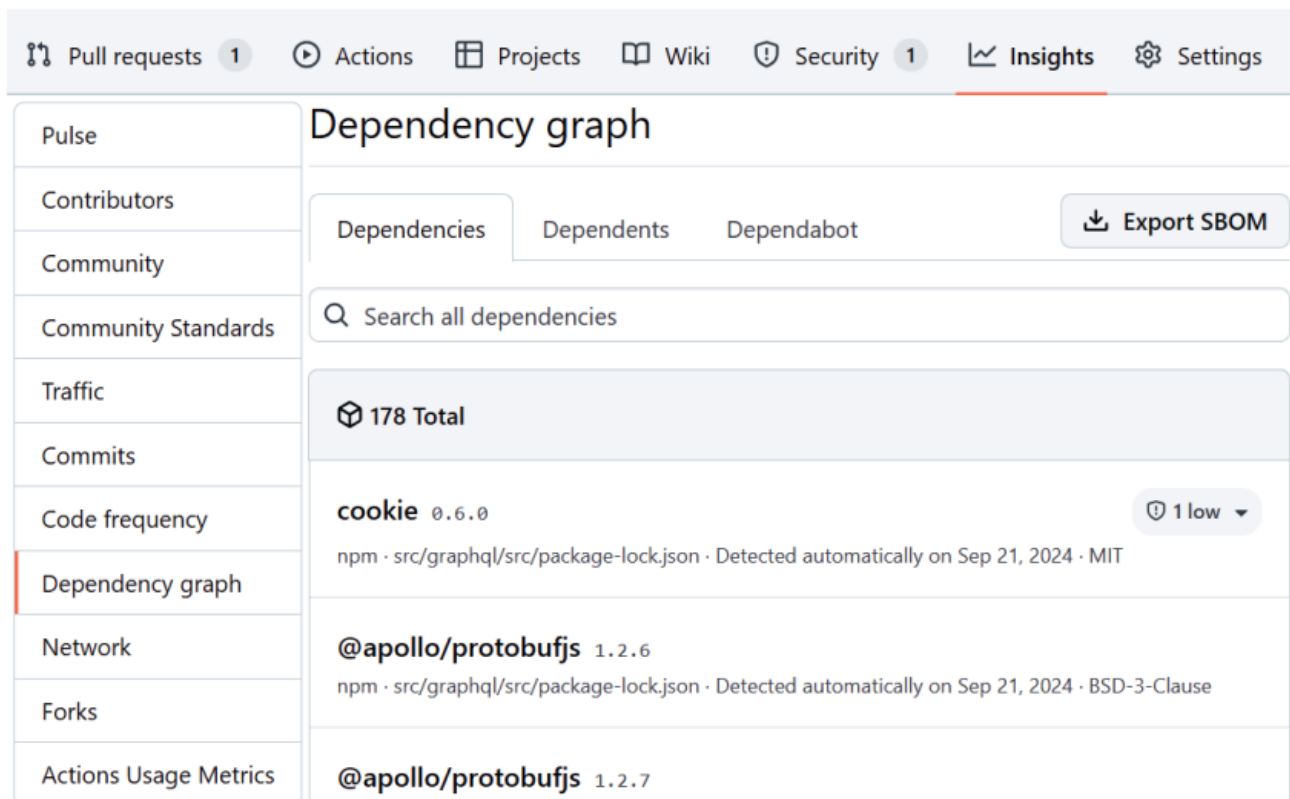 Pull requests 1 Actions Projects Wiki Security 1 Insights Settings
Pulse
Contributors
Community
Community Standards
Traffic
Commits
Code frequency
Dependency graph
Network
Forks
Actions Usage Metrics
Dependency graph
Dependencies Dependents Dependabot Export SBOM
Search all dependencies
178 Total
cookie 0.6.0 1 low
npm · src/graphql/src/package-lock.json · Detected automatically on Sep 21, 2024 · MIT
@apollo/protobufjs 1.2.6
npm · src/graphql/src/package-lock.json · Detected automatically on Sep 21, 2024 · BSD-3-Clause
@apollo/protobufjs 1.2.7